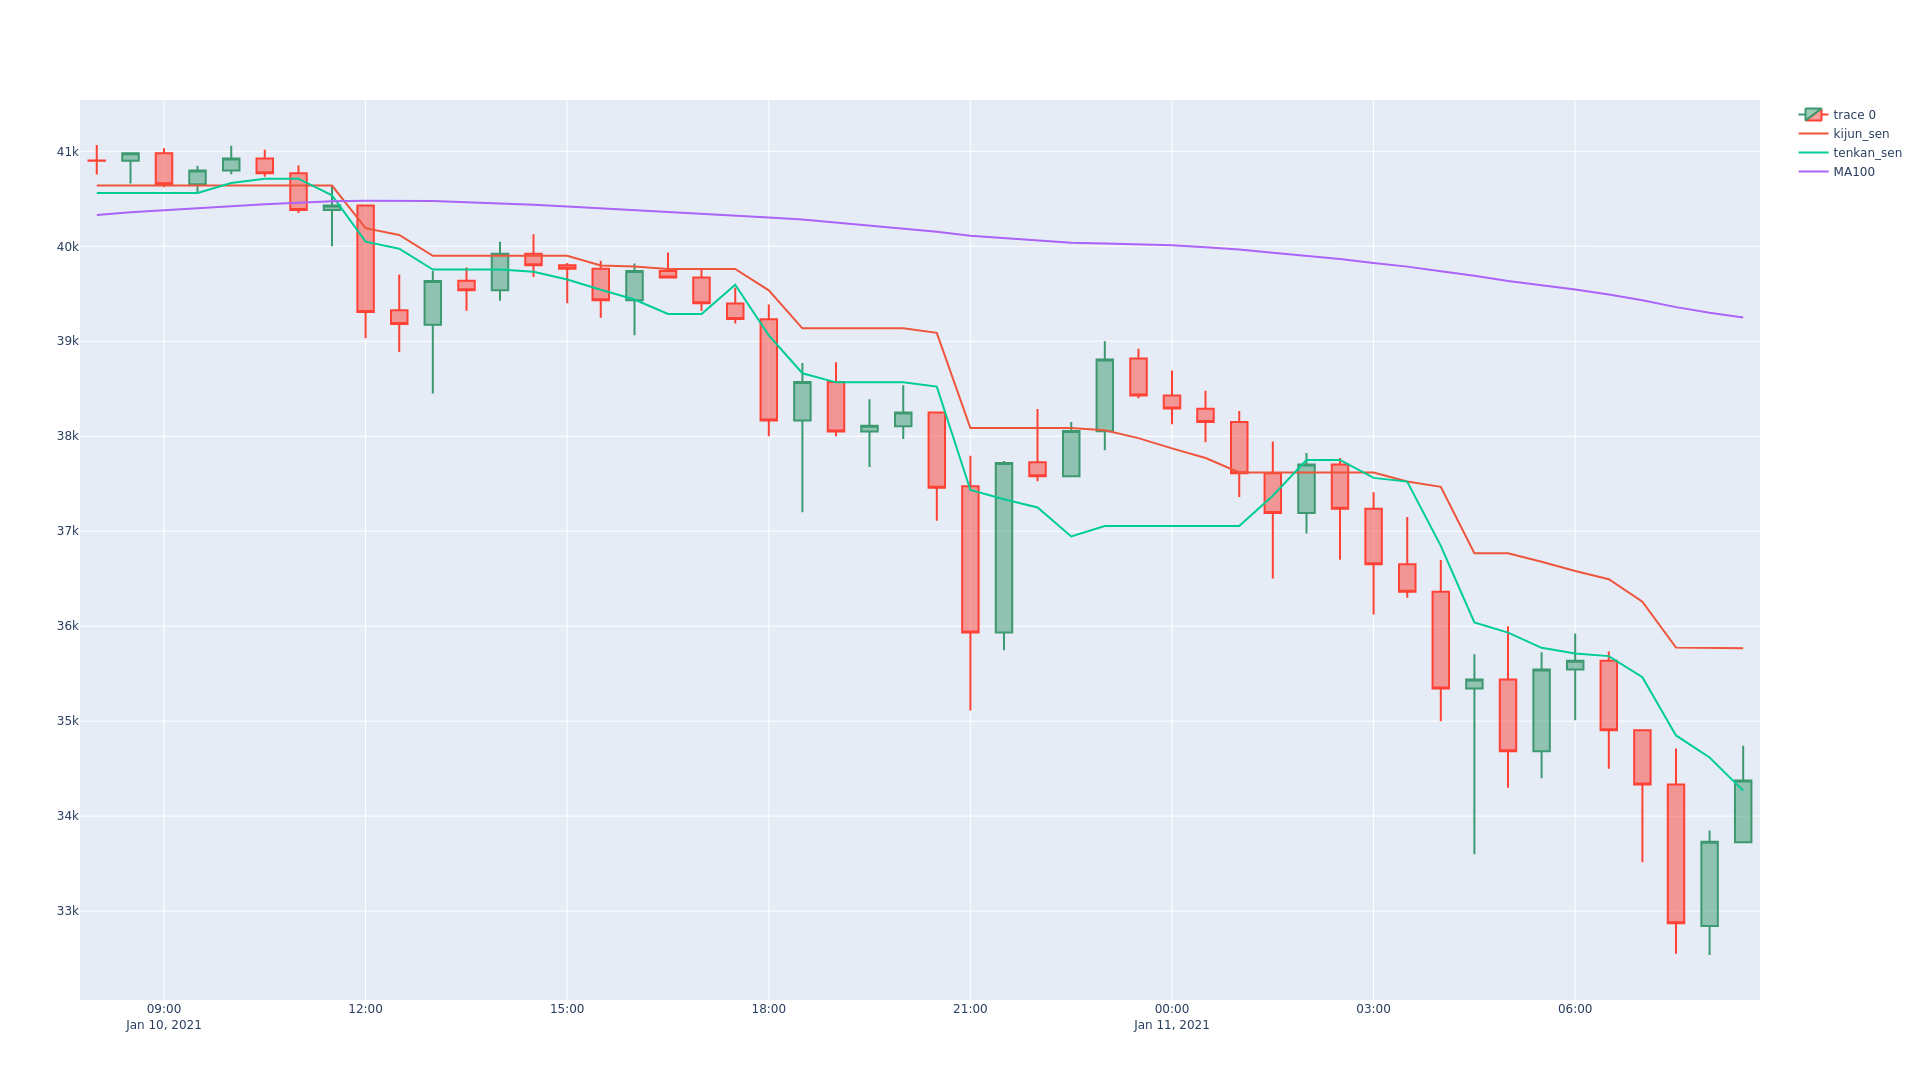 trace 0
kijun_sen
tenkan_sen
MA100
41k
40k
39k
38k
37k
36k
35k
34k
33k
09:00 12:00 15:00 18:00 21:00 00:00 03:00 06:00
Jan 10, 2021 Jan 11, 2021